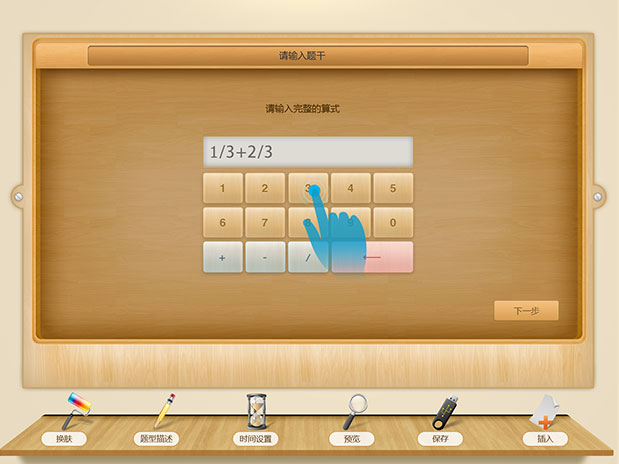 请输入题干
请输入完整的算式
1/3+2/3
1 2 3 4 5
6 7 0
+ - /
下一步
换肤 题型描述 时间设置 预览 保存 插入